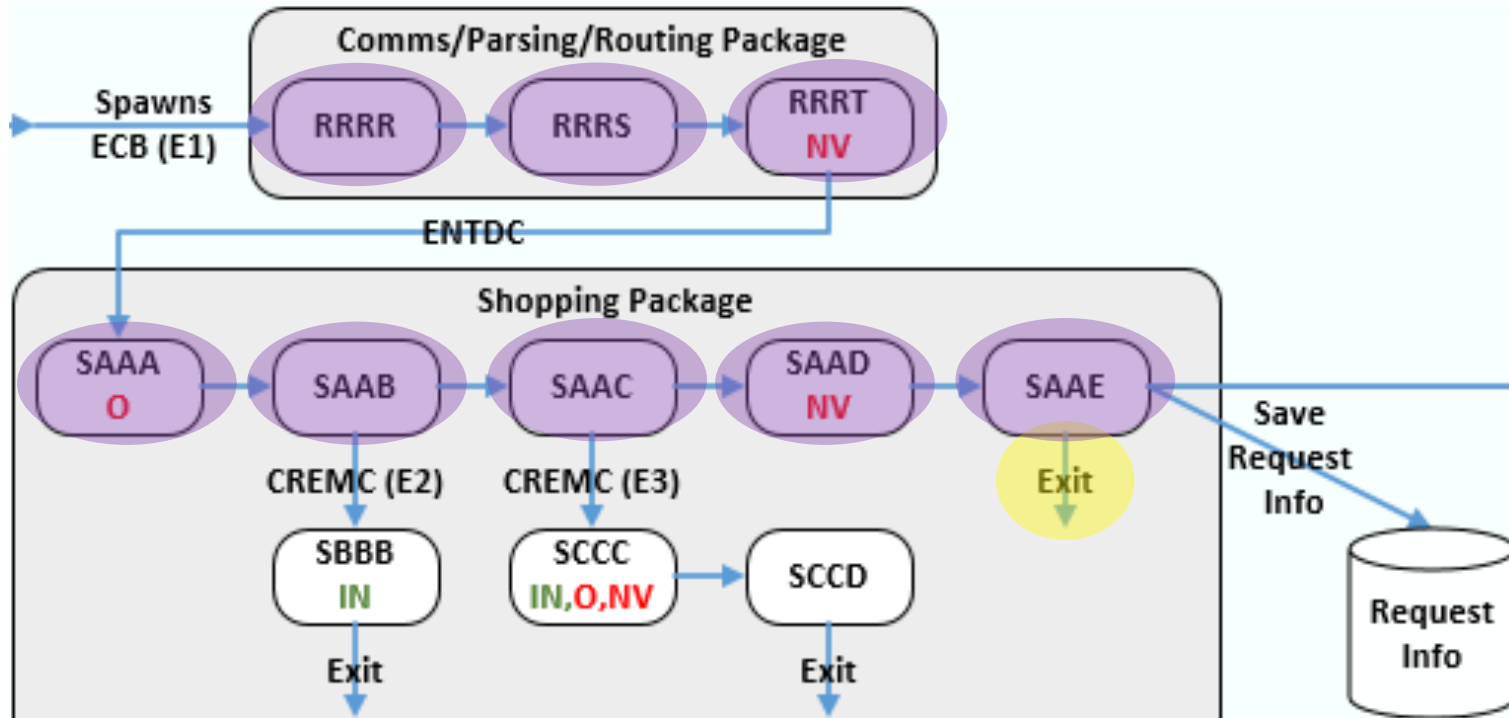 Comms/Parsing/Routing Package
Spawns
ECB (E1)
RRRR
RRRS
RRRT
NV
ENTDC
Shopping Package
SAAA
O
SAAB
SAAC
SAAD
NV
SAAE
CREMC (E2)
CREMC (E3)
Exit
Save
Request
Info
SBBB
IN
SCCC
IN,O,NV
SCCD
Exit
Exit
Request
Info